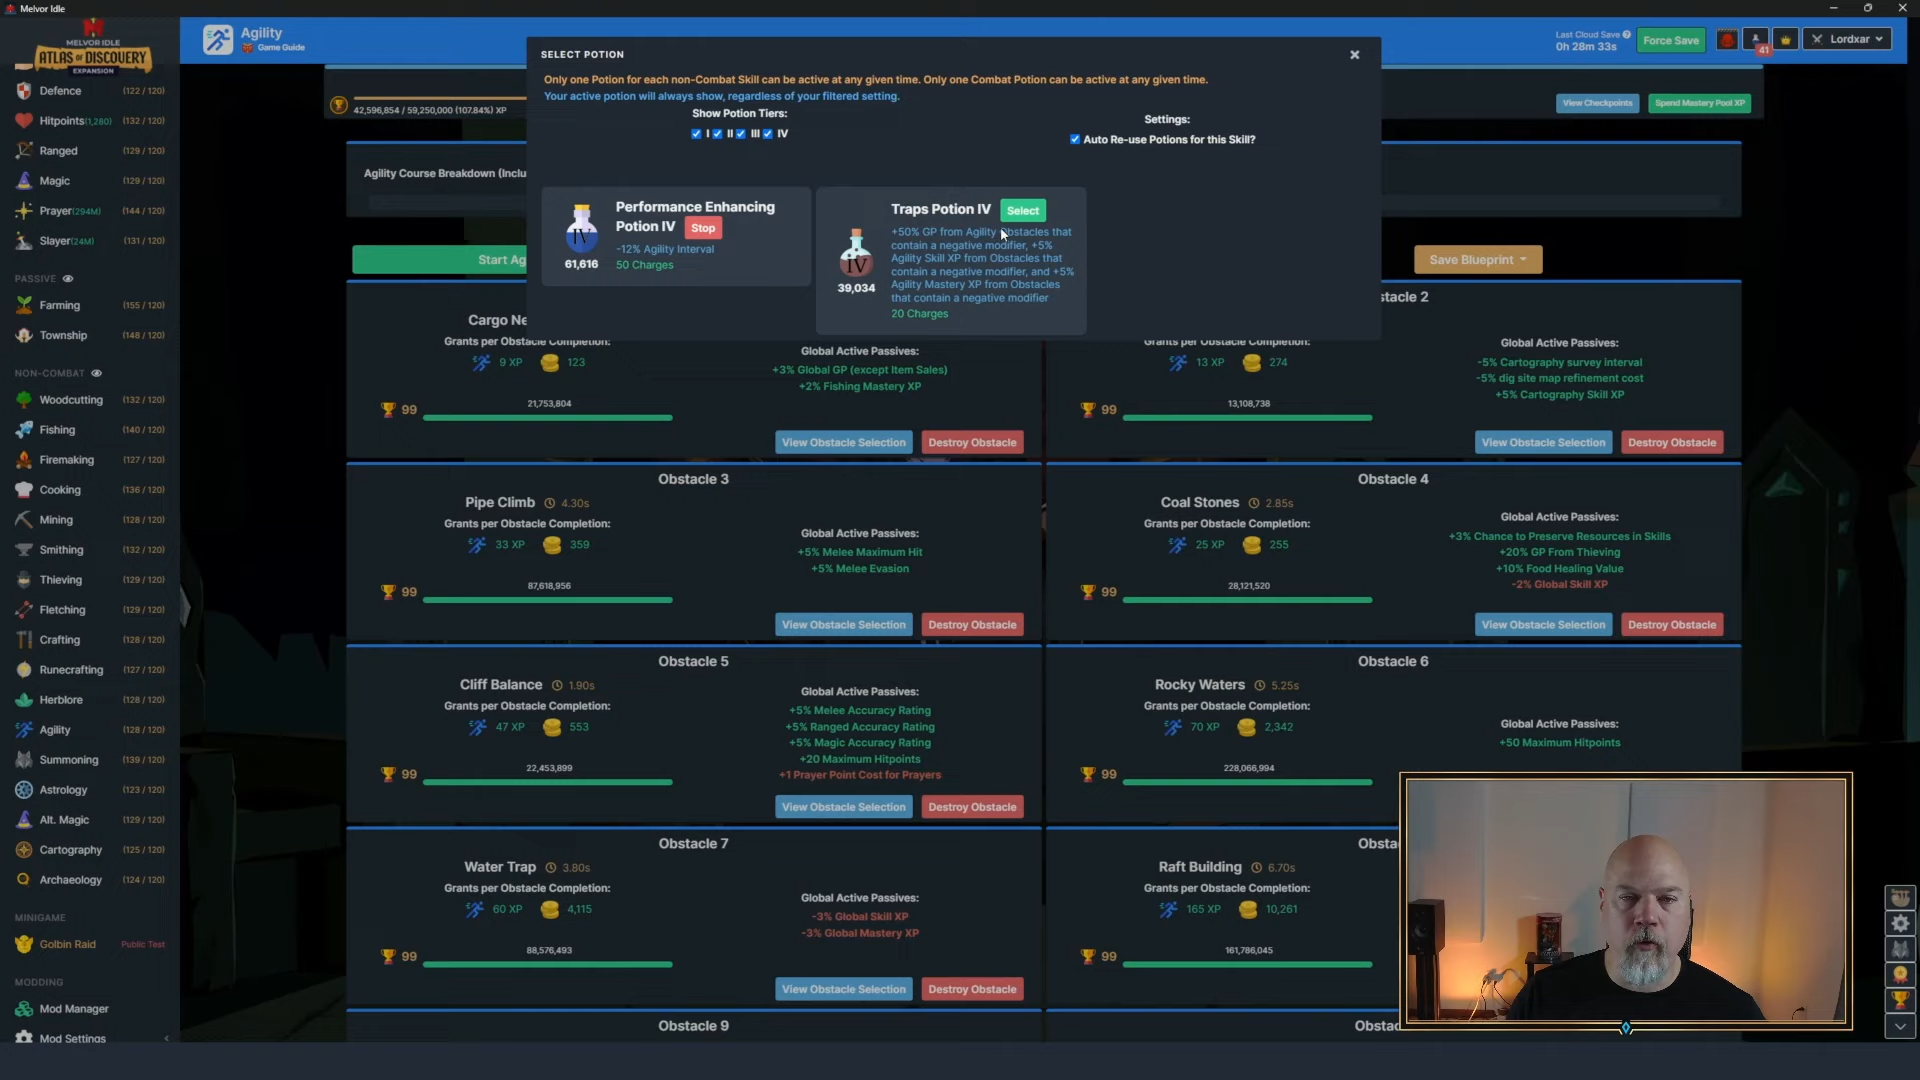 Melvor Idle
MELVOR IDLE
ATLAS OF DISCOVERY
EXPANSION
Defence (122 / 120)
Hitpoints(1,280) (132 / 120)
Ranged (129 / 120)
Magic (129 / 120)
Prayer(294M) (144 / 120)
Slayer(24M) (131 / 120)
PASSIVE
Farming (155 / 120)
Township (148 / 120)
NON-COMBAT
Woodcutting (132 / 120)
Fishing (140 / 120)
Firemaking (127 / 120)
Cooking (136 / 120)
Mining (128 / 120)
Smithing (132 / 120)
Thieving (129 / 120)
Fletching (129 / 120)
Crafting (128 / 120)
Runecrafting (127 / 120)
Herblore (128 / 120)
Agility (128 / 120)
Summoning (139 / 120)
Astrology (123 / 120)
Alt. Magic (129 / 120)
Cartography (125 / 120)
Archaeology (124 / 120)
MINIGAME
Golbin Raid Public Test
MODDING
Mod Manager
Mod Settings
Agility
Game Guide
Last Cloud Save
0h 28m 33s
Force Save
41
Lordxar
42,596,854 / 59,250,000 (107.84%) XP
View Checkpoints
Spend Mastery Pool XP
Agility Course Breakdown (Inclu
Start Ag
Save Blueprint
SELECT POTION
Only one Potion for each non-Combat Skill can be active at any given time. Only one Combat Potion can be active at any given time.
Your active potion will always show, regardless of your filtered setting.
Show Potion Tiers:
I II III IV
Settings:
Auto Re-use Potions for this Skill?
Performance Enhancing
Potion IV Stop
-12% Agility Interval
50 Charges
IV
61,616
Traps Potion IV Select
+50% GP from Agility Obstacles that
contain a negative modifier, +5%
Agility Skill XP from Obstacles that
contain a negative modifier, and +5%
Agility Mastery XP from Obstacles
that contain a negative modifier
20 Charges
IV
39,034
Cargo Ne
Grants per Obstacle Completion:
9 XP 123
Global Active Passives:
+3% Global GP (except Item Sales)
+2% Fishing Mastery XP
99
21,753,804
View Obstacle Selection
Destroy Obstacle
stacle 2
Grants per Obstacle Completion:
13 XP 274
Global Active Passives:
-5% Cartography survey interval
-5% dig site map refinement cost
+5% Cartography Skill XP
99
13,108,738
View Obstacle Selection
Destroy Obstacle
Obstacle 3
Pipe Climb 4.30s
Grants per Obstacle Completion:
33 XP 359
Global Active Passives:
+5% Melee Maximum Hit
+5% Melee Evasion
99
87,618,956
View Obstacle Selection
Destroy Obstacle
Obstacle 4
Coal Stones 2.85s
Grants per Obstacle Completion:
25 XP 255
Global Active Passives:
+3% Chance to Preserve Resources in Skills
+20% GP From Thieving
+10% Food Healing Value
-2% Global Skill XP
99
28,121,520
View Obstacle Selection
Destroy Obstacle
Obstacle 5
Cliff Balance 1.90s
Grants per Obstacle Completion:
47 XP 553
Global Active Passives:
+5% Melee Accuracy Rating
+5% Ranged Accuracy Rating
+5% Magic Accuracy Rating
+20 Maximum Hitpoints
+1 Prayer Point Cost for Prayers
99
22,453,899
View Obstacle Selection
Destroy Obstacle
Obstacle 6
Rocky Waters 5.25s
Grants per Obstacle Completion:
70 XP 2,342
Global Active Passives:
+50 Maximum Hitpoints
99
228,066,994
Obstacle 7
Water Trap 3.80s
Grants per Obstacle Completion:
60 XP 4,115
Global Active Passives:
-3% Global Skill XP
-3% Global Mastery XP
99
88,576,493
View Obstacle Selection
Destroy Obstacle
Obsta
Raft Building 6.70s
Grants per Obstacle Completion:
165 XP 10,261
99
161,786,045
Obstacle 9
Obstac